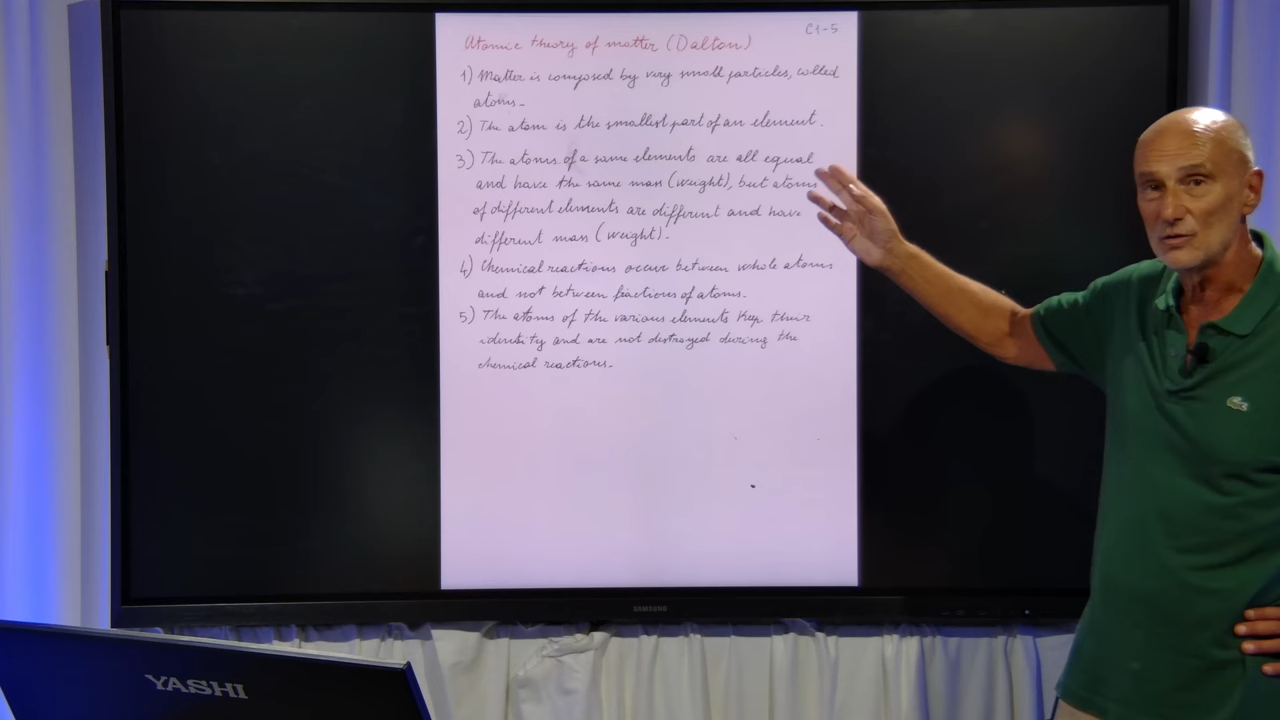 C1-5
Atomic theory of matter (Dalton)
1) Matter is composed by very small particles, called
atoms-
2) The atom is the smallest part of an element.
3) The atoms of a same elements are all equal
and have the same mass (weight), but atoms
of different elements are different and have
different mass (weight).
4) Chemical reactions occur between whole atoms
and not between fractions of atoms.
5) The atoms of the various elements keep their
identity and are not destroyed during the
chemical reactions.
SAMSUNG
YASHI